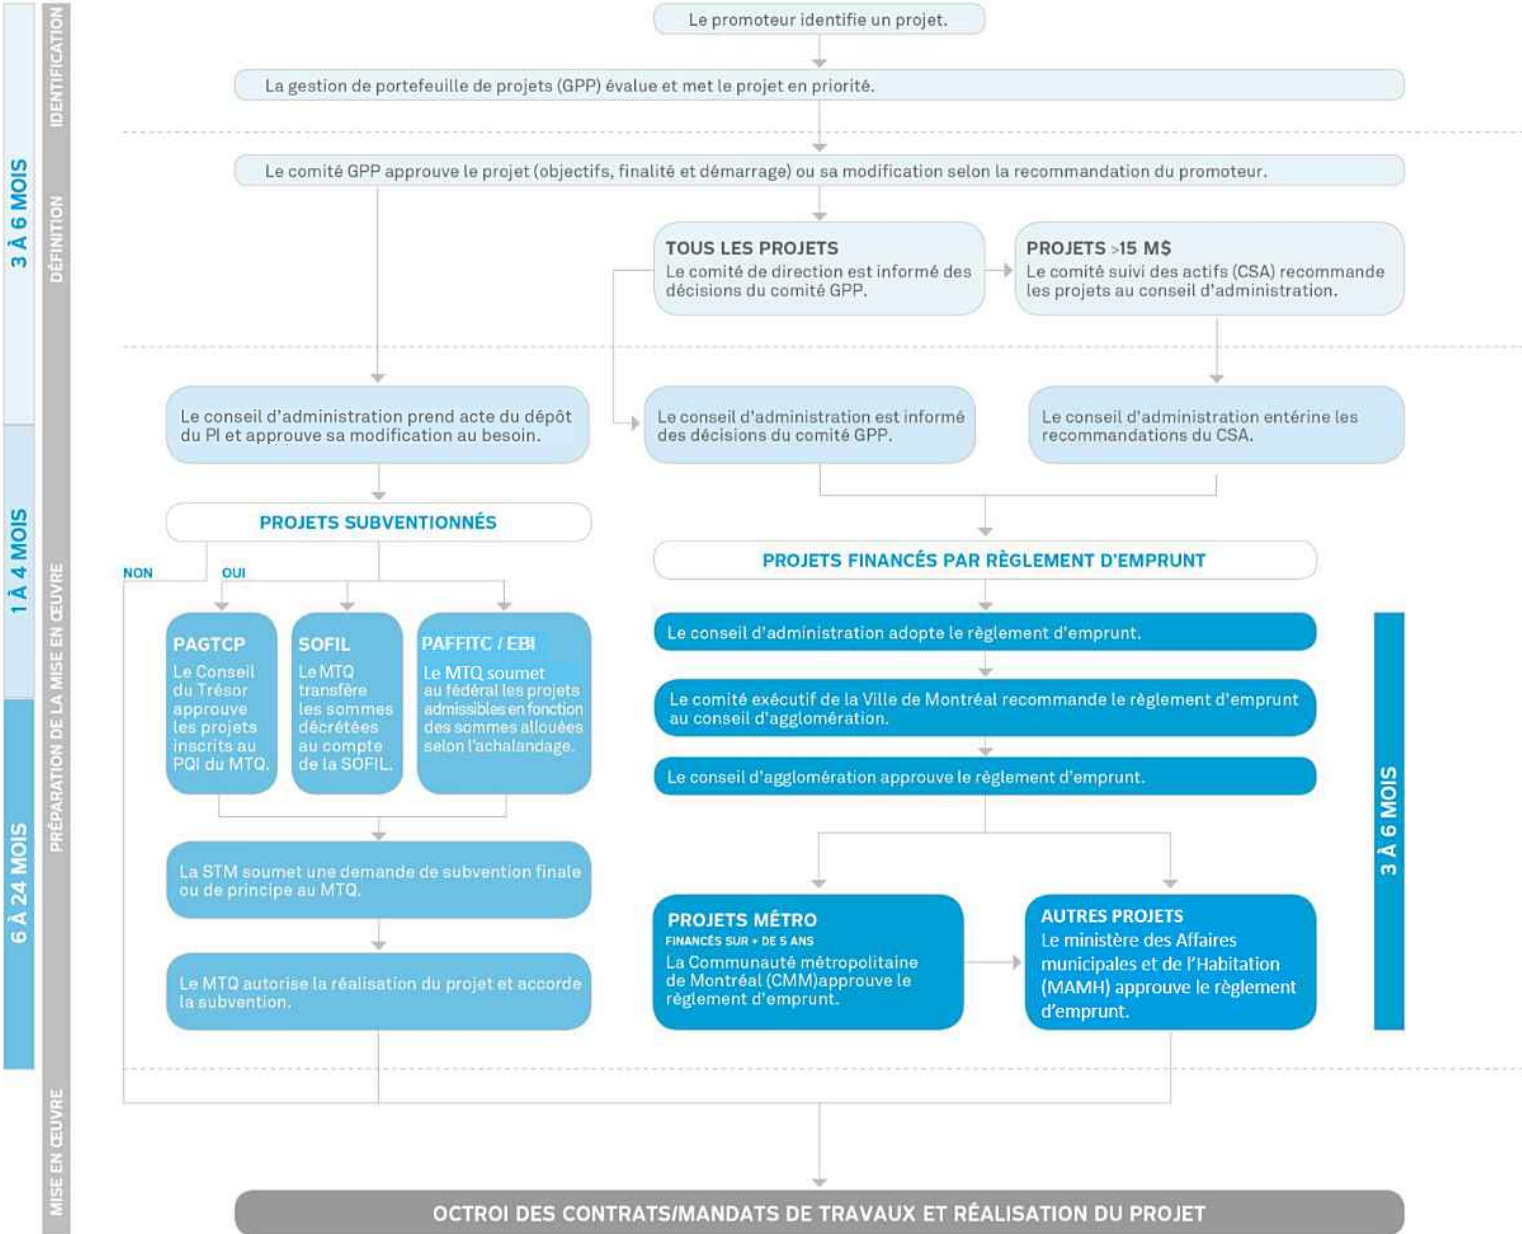 Le promoteur identifie un projet.
La gestion de portefeuille de projets (GPP) évalue et met le projet en priorité.
Le comité GPP approuve le projet (objectifs, finalité et démarrage) ou sa modification selon la recommandation du promoteur.
TOUS LES PROJETS
Le comité de direction est informé des
décisions du comité GPP.
PROJETS >15 M$
Le comité suivi des actifs (CSA) recommande
les projets au conseil d'administration.
Le conseil d'administration prend acte du dépôt
du PI et approuve sa modification au besoin.
Le conseil d'administration est informé
des décisions du comité GPP.
Le conseil d'administration entérine les
recommandations du CSA.
PROJETS SUBVENTIONNÉS
NON
OUI
PAGTCP
Le Conseil
du Trésor
approuve
les projets
inscrits au
PQI du MTQ.
SOFIL
Le MTQ
transfère
les sommes
décrétées
au compte
de la SOFIL.
PAFFITC / EBI
Le MTQ soumet
au fédéral les projets
admissibles en fonction
des sommes allouées
selon l'achalandage.
La STM soumet une demande de subvention finale
ou de principe au MTQ.
Le MTQ autorise la réalisation du projet et accorde
la subvention.
PROJETS FINANCÉS PAR RÈGLEMENT D'EMPRUNT
Le conseil d'administration adopte le règlement d'emprunt.
Le comité exécutif de la Ville de Montréal recommande le règlement d'emprunt
au conseil d'agglomération.
Le conseil d'agglomération approuve le règlement d'emprunt.
PROJETS MÉTRO
FINANCÉS SUR + DE 5 ANS
La Communauté métropolitaine
de Montréal (CMM)approuve le
règlement d'emprunt.
AUTRES PROJETS
Le ministère des Affaires
municipales et de l'Habitation
(MAMH) approuve le règlement
d'emprunt.
3 À 6 MOIS
OCTROI DES CONTRATS/MANDATS DE TRAVAUX ET RÉALISATION DU PROJET
3 À 6 MOIS
1 À 4 MOIS
6 À 24 MOIS
IDENTIFICATION
DÉFINITION
PRÉPARATION DE LA MISE EN ŒUVRE
MISE EN ŒUVRE